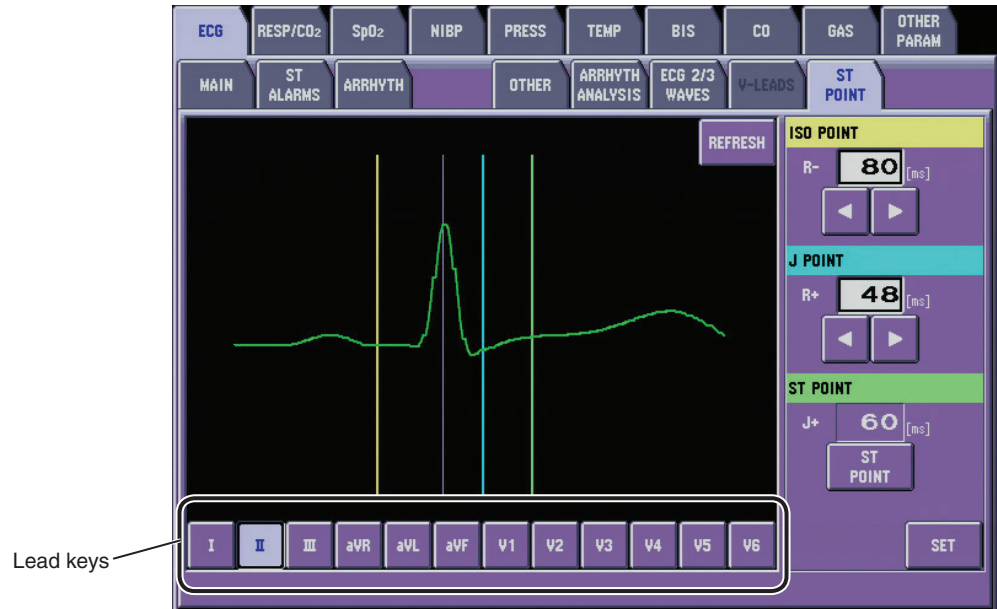 ECG RESP/CO2 SpO2 NIBP PRESS TEMP BIS CO GAS OTHER PARAM
MAIN ST ALARMS ARRHYTH OTHER ARRHYTH ANALYSIS ECG 2/3 WAVES V-LEADS ST POINT
REFRESH
ISO POINT
R- 80 [ms]
J POINT
R+ 48 [ms]
ST POINT
J+ 60 [ms]
ST
POINT
I II III aVR aVL aVF V1 V2 V3 V4 V5 V6 SET
Lead keys